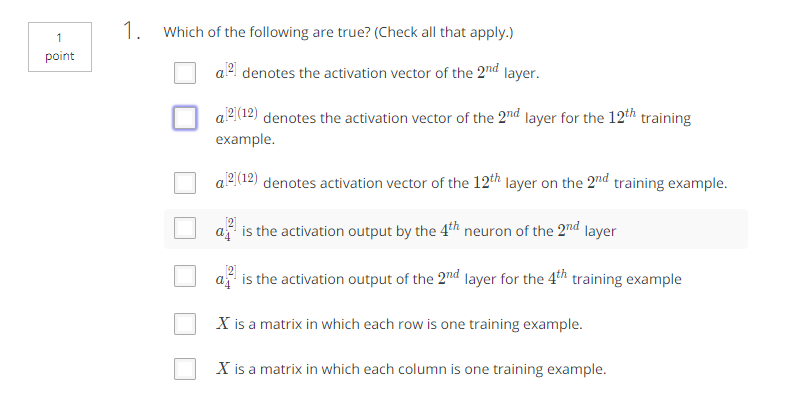 1
point
1. Which of the following are true? (Check all that apply.)
a^{[2]} denotes the activation vector of the 2^{nd} layer.
a^{[2](12)} denotes the activation vector of the 2^{nd} layer for the 12^{th} training
example.
a^{[2](12)} denotes activation vector of the 12^{th} layer on the 2^{nd} training example.
a_4^{[2]} is the activation output by the 4^{th} neuron of the 2^{nd} layer
a_4^{[2]} is the activation output of the 2^{nd} layer for the 4^{th} training example
X is a matrix in which each row is one training example.
X is a matrix in which each column is one training example.